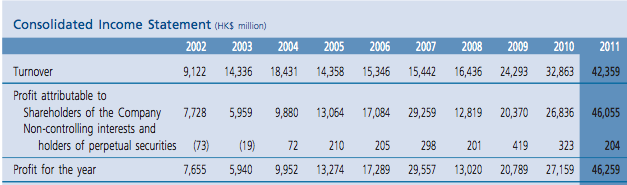 Consolidated Income Statement (HK$ million)
2002 2003 2004 2005 2006 2007 2008 2009 2010 2011
Turnover 9,122 14,336 18,431 14,358 15,346 15,442 16,436 24,293 32,863 42,359
Profit attributable to
Shareholders of the Company 7,728 5,959 9,880 13,064 17,084 29,259 12,819 20,370 26,836 46,055
Non-controlling interests and
holders of perpetual securities (73) (19) 72 210 205 298 201 419 323 204
Profit for the year 7,655 5,940 9,952 13,274 17,289 29,557 13,020 20,789 27,159 46,259